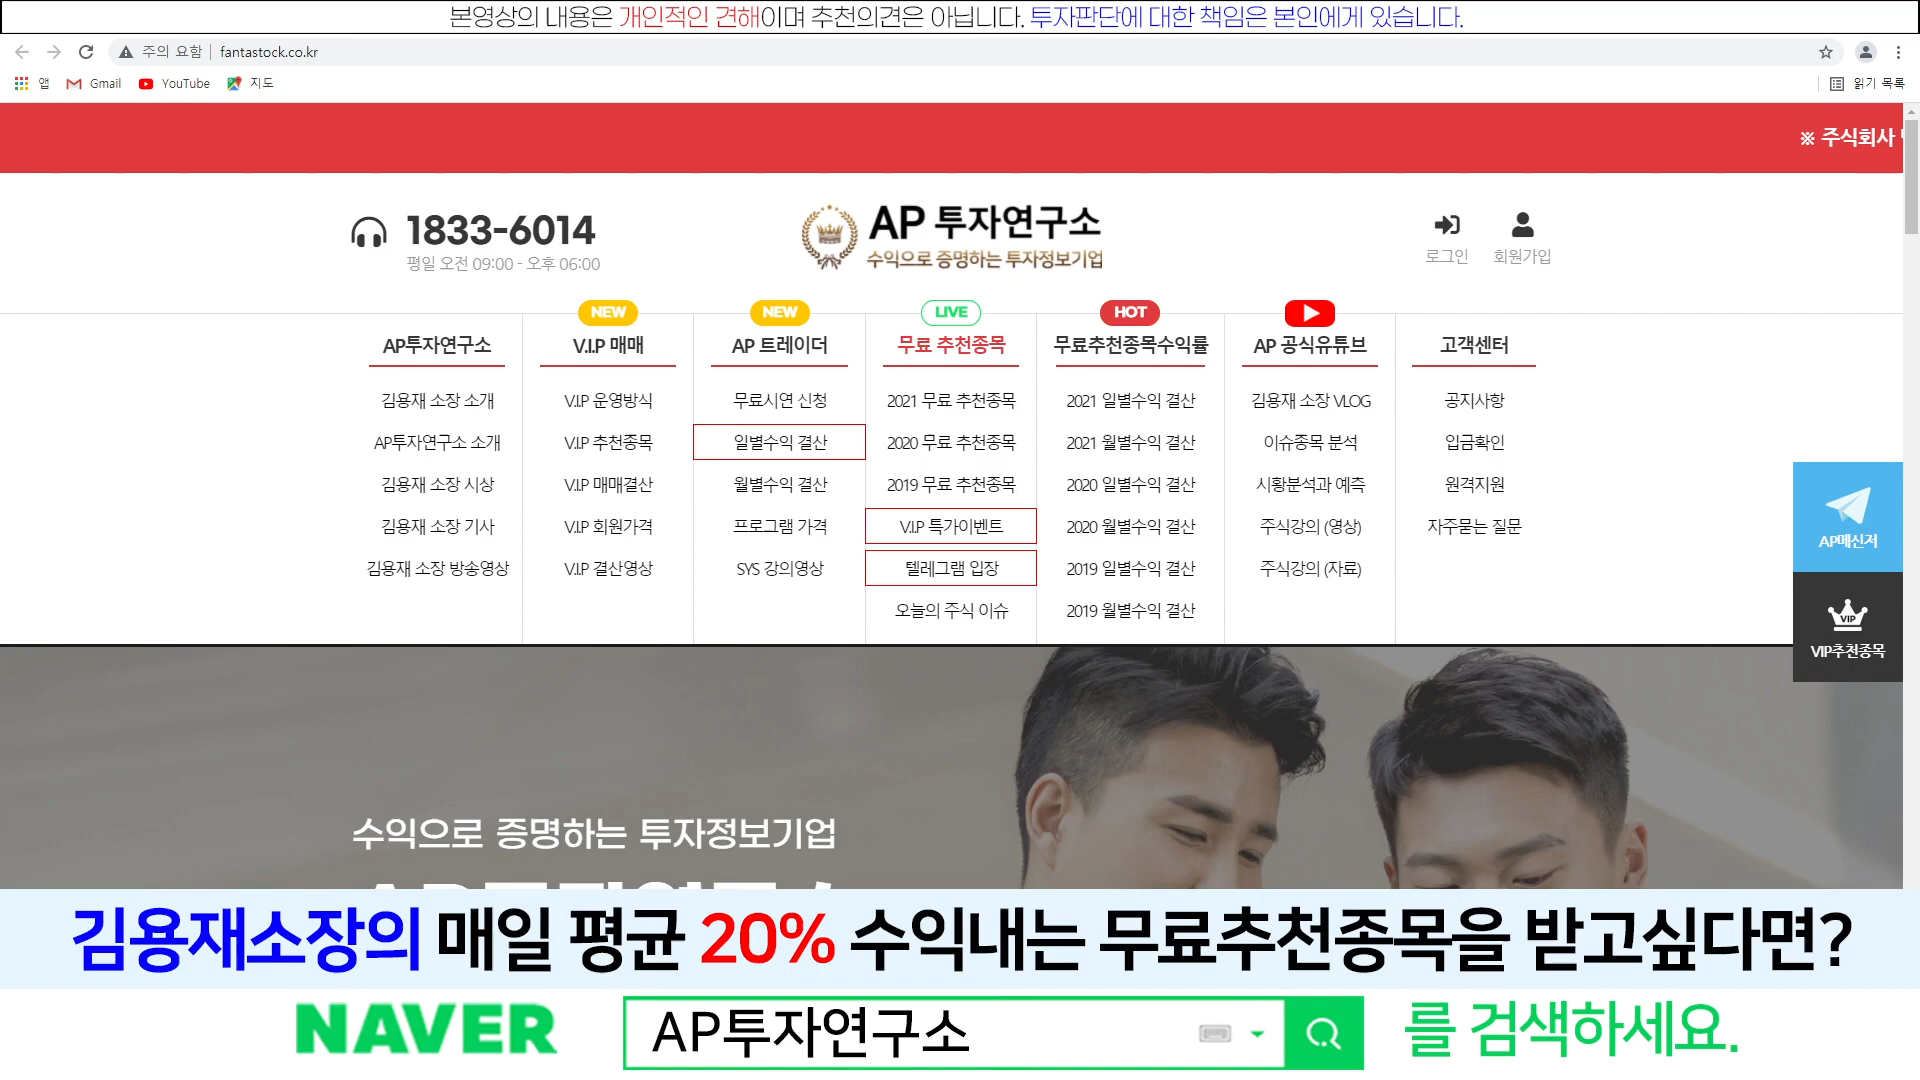 본영상의 내용은 개인적인 견해이며 추천의견은 아닙니다. 투자판단에 대한 책임은 본인에게 있습니다.
주의 요함 fantastock.co.kr
앱 Gmail YouTube 지도 읽기 목록
※ 주식회사
1833-6014
평일 오전 09:00 - 오후 06:00
AP 투자연구소
수익으로 증명하는 투자정보기업
로그인 회원가입
NEW NEW LIVE HOT
AP투자연구소 V.I.P 매매 AP 트레이더 무료 추천종목 무료추천종목수익률 AP 공식유튜브 고객센터
김용재 소장 소개 V.I.P 운영방식 무료시연 신청 2021 무료 추천종목 2021 일별수익 결산 김용재 소장 VLOG 공지사항
AP투자연구소 소개 V.I.P 추천종목 일별수익 결산 2020 무료 추천종목 2021 월별수익 결산 이슈종목 분석 입금확인
김용재 소장 시상 V.I.P 매매결산 월별수익 결산 2019 무료 추천종목 2020 일별수익 결산 시황분석과 예측 원격지원
김용재 소장 기사 V.I.P 회원가격 프로그램 가격 V.I.P 특가이벤트 2020 월별수익 결산 주식강의 (영상) 자주묻는 질문
김용재 소장 방송영상 V.I.P 결산영상 SYS 강의영상 텔레그램 입장 2019 일별수익 결산 주식강의 (자료)
오늘의 주식 이슈 2019 월별수익 결산
AP메신저
VIP
VIP추천종목
수익으로 증명하는 투자정보기업
김용재소장의 매일 평균 20% 수익내는 무료추천종목을 받고싶다면?
NAVER AP투자연구소 를 검색하세요.